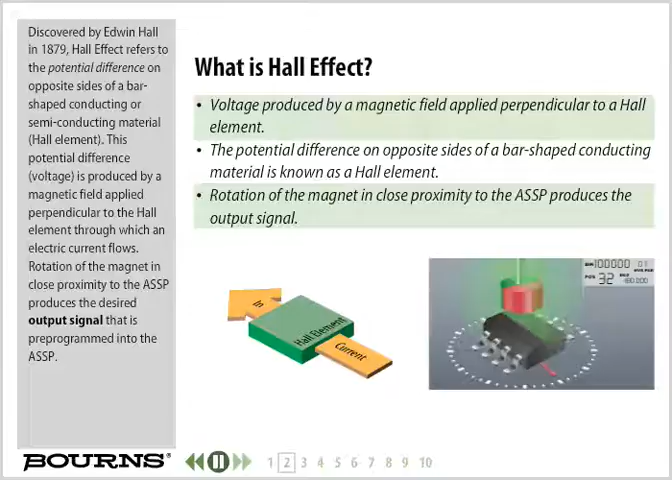 Discovered by Edwin Hall
in 1879, Hall Effect refers to
the potential difference on
opposite sides of a bar-
shaped conducting or
semi-conducting material
(Hall element). This
potential difference
(voltage) is produced by a
magnetic field applied
perpendicular to the Hall
element through which an
electric current flows.
Rotation of the magnet in
close proximity to the ASSP
produces the desired
output signal that is
preprogrammed into the
ASSP.
What is Hall Effect?
• Voltage produced by a magnetic field applied perpendicular to a Hall
element.
• The potential difference on opposite sides of a bar-shaped conducting
material is known as a Hall element.
• Rotation of the magnet in close proximity to the ASSP produces the
output signal.
In
Hall Element
Current
100000 01
32
BOURNS®
1 2 3 4 5 6 7 8 9 10